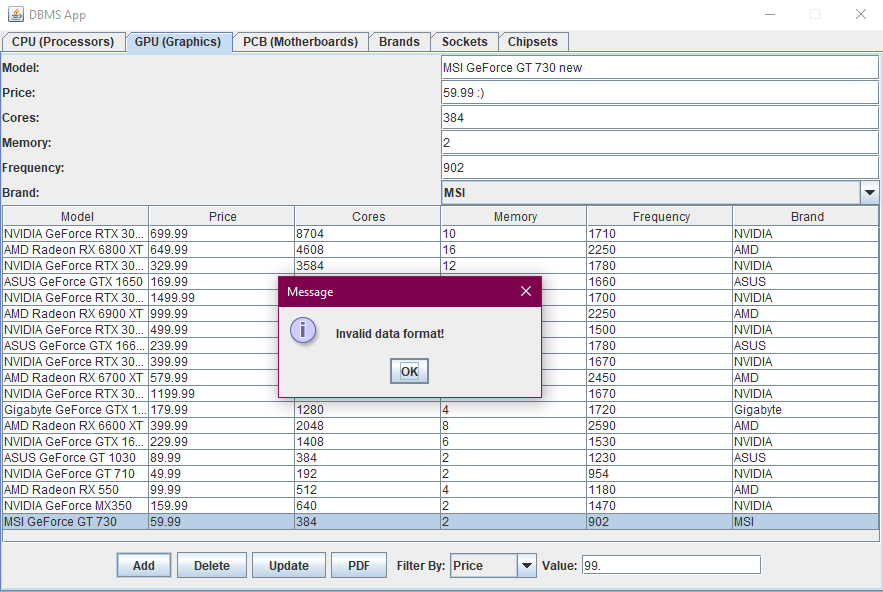 DBMS App
CPU (Processors) GPU (Graphics) PCB (Motherboards) Brands Sockets Chipsets
Model: MSI GeForce GT 730 new
Price: 59.99 :)
Cores: 384
Memory: 2
Frequency: 902
Brand: MSI
Model Price Cores Memory Frequency Brand
NVIDIA GeForce RTX 30... 699.99 8704 10 1710 NVIDIA
AMD Radeon RX 6800 XT 649.99 4608 16 2250 AMD
NVIDIA GeForce RTX 30... 329.99 3584 12 1780 NVIDIA
ASUS GeForce GTX 1650 169.99 1660 ASUS
NVIDIA GeForce RTX 30... 1499.99 1700 NVIDIA
AMD Radeon RX 6900 XT 999.99 2250 AMD
NVIDIA GeForce RTX 30... 499.99 1500 NVIDIA
ASUS GeForce GTX 166... 239.99 1780 ASUS
NVIDIA GeForce RTX 30... 399.99 1670 NVIDIA
AMD Radeon RX 6700 XT 579.99 2450 AMD
NVIDIA GeForce RTX 30... 1199.99 1670 NVIDIA
Gigabyte GeForce GTX 1... 179.99 1280 4 1720 Gigabyte
AMD Radeon RX 6600 XT 399.99 2048 8 2590 AMD
NVIDIA GeForce GTX 16... 229.99 1408 6 1530 NVIDIA
ASUS GeForce GT 1030 89.99 384 2 1230 ASUS
NVIDIA GeForce GT 710 49.99 192 2 954 NVIDIA
AMD Radeon RX 550 99.99 512 4 1180 AMD
NVIDIA GeForce MX350 159.99 640 2 1470 NVIDIA
MSI GeForce GT 730 59.99 384 2 902 MSI
Message
Invalid data format!
OK
Add Delete Update PDF Filter By: Price Value: 99.